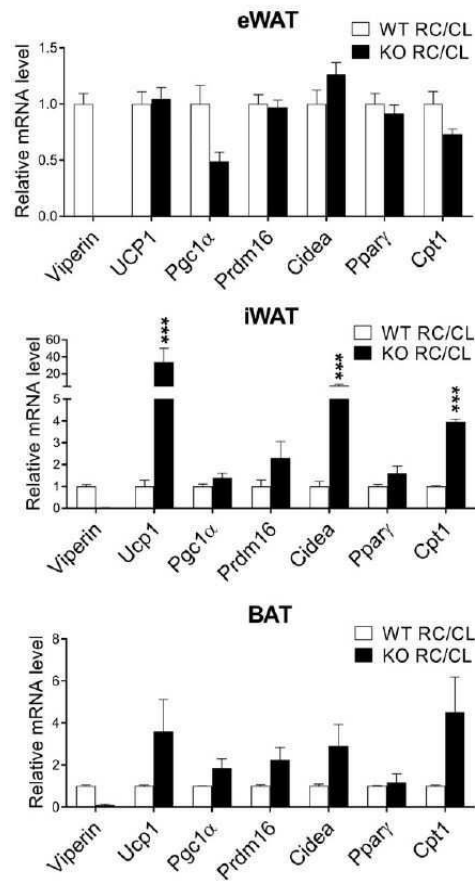 eWAT
WT RC/CL
KO RC/CL
Relative mRNA level
1.5
1.0
0.5
0.0
Viperin
UCP1
Pgc1α
Prdm16
Cidea
Pparγ
Cpt1
iWAT
WT RC/CL
KO RC/CL
Relative mRNA level
60
40
20
5
4
3
2
1
0
***
***
***
Viperin
Ucp1
Pgc1α
Prdm16
Cidea
Pparγ
Cpt1
BAT
WT RC/CL
KO RC/CL
Relative mRNA level
8
6
4
2
0
Viperin
Ucp1
Pgc1α
Prdm16
Cidea
Pparγ
Cpt1